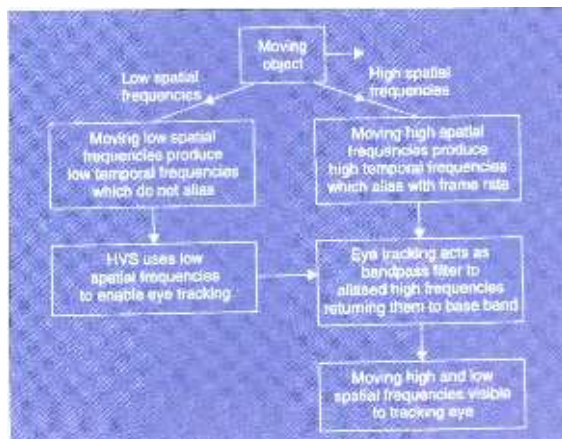 Moving
object
Low spatial
frequencies
High spatial
frequencies
Moving low spatial
frequencies produce
low temporal frequencies
which do not alias
Moving high spatial
frequencies produce
high temporal frequencies
which alias with frame rate
HVS uses low
spatial frequencies
to enable eye tracking
Eye tracking acts as
bandpass filter to
aliased high frequencies
returning them to base band
Moving high and low
spatial frequencies visible
to tracking eye